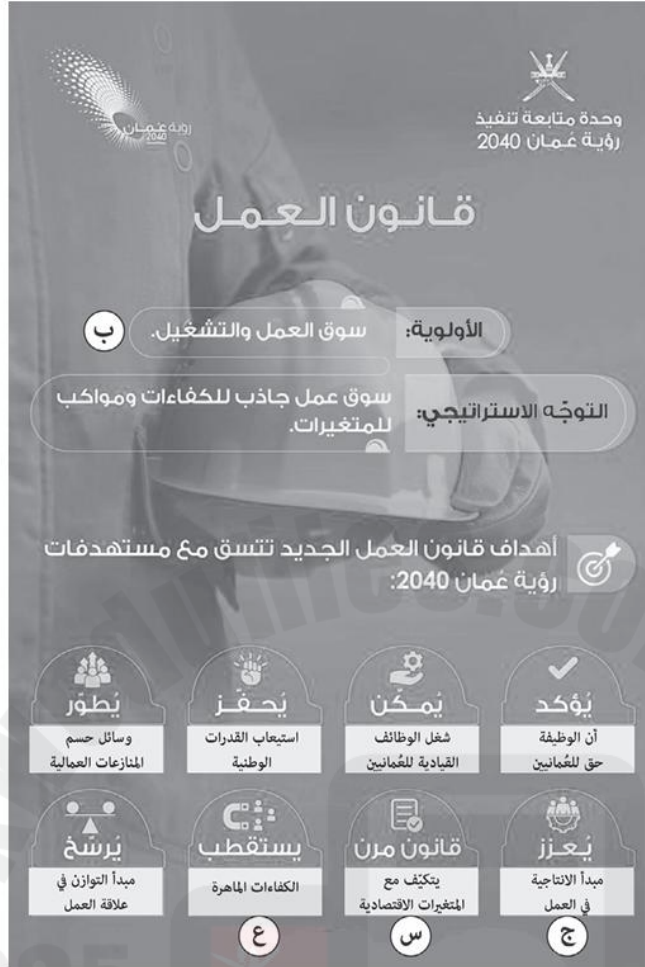 وحدة متابعة تنفيذ
رؤية عُمان 2040
رؤية عُمان
2040
قانون العمل
الأولوية: سوق العمل والتشغيل. ب
التوجّه الاستراتيجي: سوق عمل جاذب للكفاءات ومواكب
للمتغيرات.
أهداف قانون العمل الجديد تتسق مع مستهدفات
رؤية عُمان 2040:
يُؤكد
أن الوظيفة
حق للعُمانيين
يُمكّن
شغل الوظائف
القيادية للعُمانيين
يُحفّز
استيعاب القدرات
الوطنية
يُطوّر
وسائل حسم
المنازعات العمالية
يُعزز
مبدأ الانتاجية
في العمل
ج
قانون مرن
يتكيّف مع
المتغيرات الاقتصادية
س
يستقطب
الكفاءات الماهرة
ع
يُرسّخ
مبدأ التوازن في
علاقة العمل